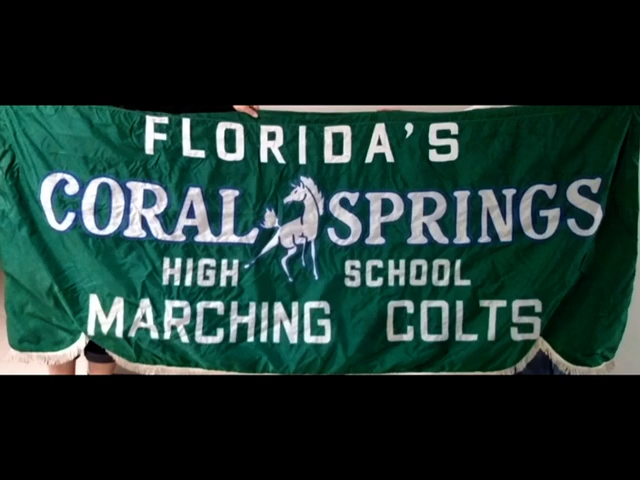 FLORIDA'S
CORAL SPRINGS
HIGH SCHOOL
MARCHING COLTS